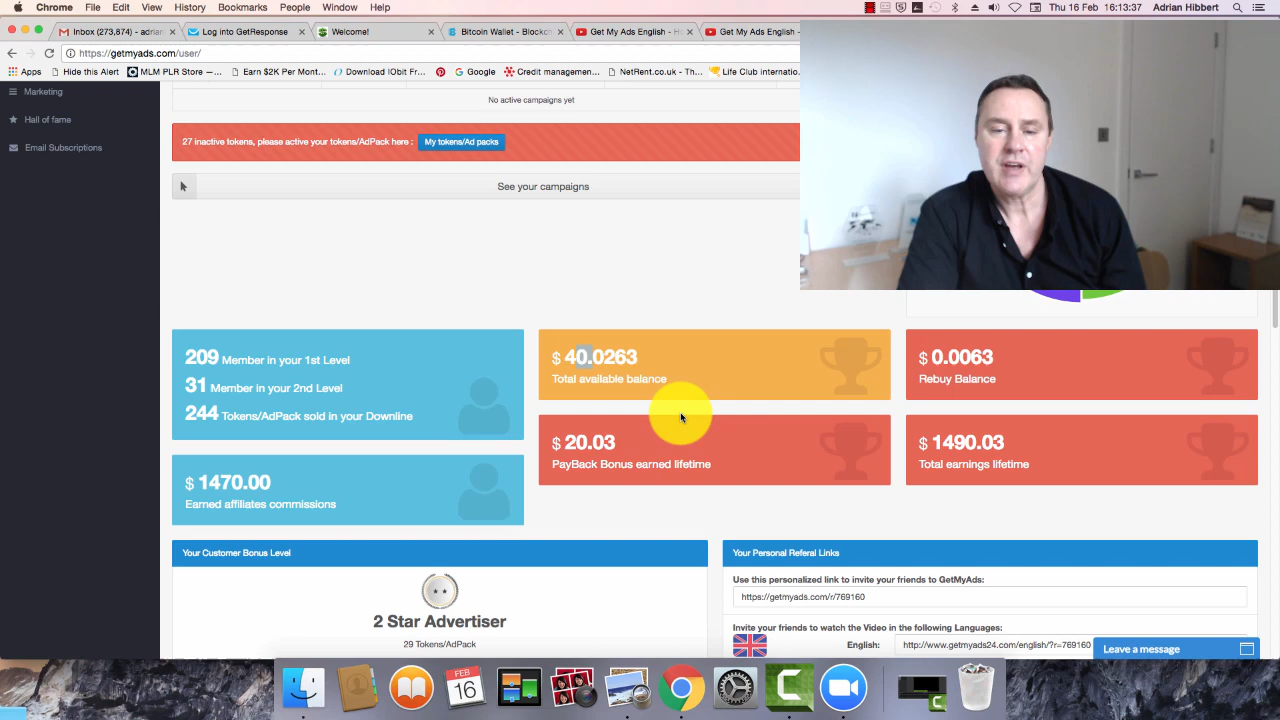 Chrome File Edit View History Bookmarks People Window Help Thu 16 Feb 16:13:37 Adrian Hibbert
Inbox (23,874) - adrian Log into GetResponse Welcome! Bitcoin Wallet - Blockch Get My Ads English - H Get My Ads English -
https://getmyads.com/user/
Apps Hide this Alert MLM PLR Store —... Earn $2K Per Mont... Download IObit Fr... Google Credit managemen... NetRent.co.uk - Th... Life Club internatio
Marketing
No active campaigns yet
Hall of fame
27 inactive tokens, please active your tokens/AdPack here : My tokens/Ad packs
Email Subscriptions
See your campaigns
209 Member in your 1st Level
31 Member in your 2nd Level
244 Tokens/AdPack sold in your Downline
$ 40.0263
Total available balance
$ 0.0063
Rebuy Balance
$ 20.03
PayBack Bonus earned lifetime
$ 1490.03
Total earnings lifetime
$ 1470.00
Earned affiliates commissions
Your Customer Bonus Level
2 Star Advertiser
29 Tokens/AdPack
Your Personal Referal Links
Use this personalized link to invite your friends to GetMyAds:
https://getmyads.com/r/769160
Invite your friends to watch the Video in the following Languages:
English: http://www.getmyads24.com/english/?r=769160
Leave a message
FEB
16